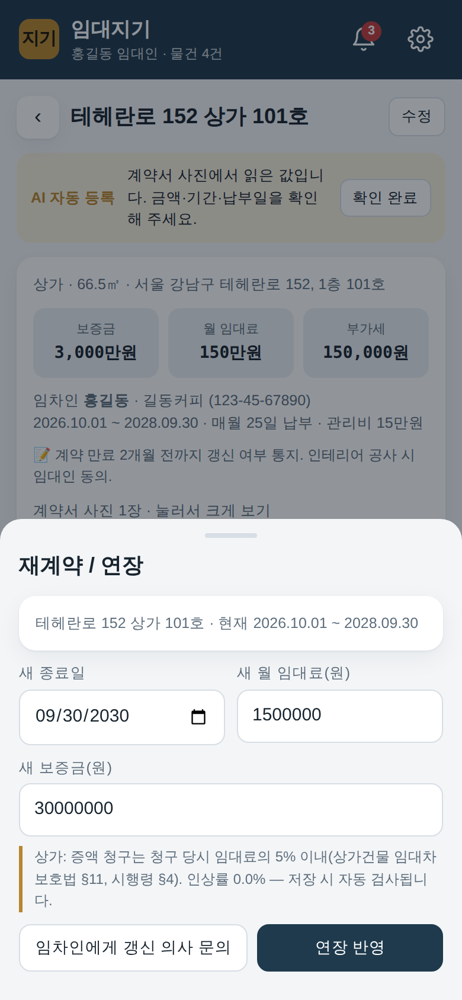 지기
임대지기
홍길동 임대인 · 물건 4건
3
‹
테헤란로 152 상가 101호
수정
AI 자동 등록
계약서 사진에서 읽은 값입니
다. 금액·기간·납부일을 확인
해 주세요.
확인 완료
상가 · 66.5㎡ · 서울 강남구 테헤란로 152, 1층 101호
보증금
3,000만원
월 임대료
150만원
부가세
150,000원
임차인 홍길동 · 길동커피 (123-45-67890)
2026.10.01 ~ 2028.09.30 · 매월 25일 납부 · 관리비 15만원
📝 계약 만료 2개월 전까지 갱신 여부 통지. 인테리어 공사 시
임대인 동의.
계약서 사진 1장 · 눌러서 크게 보기
재계약 / 연장
테헤란로 152 상가 101호 · 현재 2026.10.01 ~ 2028.09.30
새 종료일
09/30/2030
새 월 임대료(원)
1500000
새 보증금(원)
30000000
상가: 증액 청구는 청구 당시 임대료의 5% 이내(상가건물 임대차
보호법 §11, 시행령 §4). 인상률 0.0% — 저장 시 자동 검사됩니
다.
임차인에게 갱신 의사 문의
연장 반영